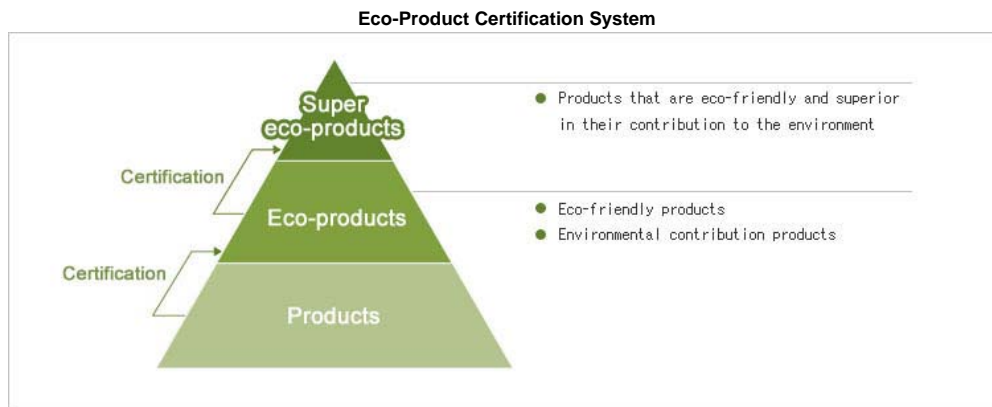 Eco-Product Certification System
Super
eco-products
● Products that are eco-friendly and superior
in their contribution to the environment
Certification
Eco-products
● Eco-friendly products
● Environmental contribution products
Certification
Products